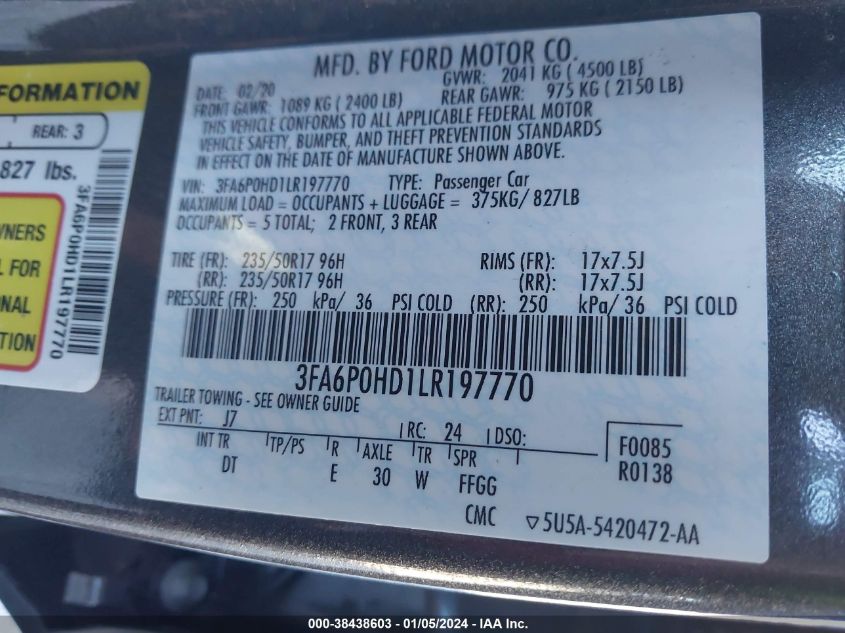 MFD. BY FORD MOTOR CO.
DATE: 02/20 GVWR: 2041 KG ( 4500 LB)
FRONT GAWR: 1089 KG ( 2400 LB) REAR GAWR: 975 KG ( 2150 LB)
THIS VEHICLE CONFORMS TO ALL APPLICABLE FEDERAL MOTOR
VEHICLE SAFETY, BUMPER, AND THEFT PREVENTION STANDARDS
IN EFFECT ON THE DATE OF MANUFACTURE SHOWN ABOVE.
VIN: 3FA6P0HD1LR197770 TYPE: Passenger Car
MAXIMUM LOAD = OCCUPANTS + LUGGAGE = 375KG/ 827LB
OCCUPANTS = 5 TOTAL; 2 FRONT, 3 REAR
TIRE (FR): 235/50R17 96H RIMS (FR): 17x7.5J
(RR): 235/50R17 96H (RR): 17x7.5J
PRESSURE (FR): 250 kPa/ 36 PSI COLD (RR): 250 kPa/ 36 PSI COLD
3FA6P0HD1LR197770
TRAILER TOWING - SEE OWNER GUIDE
EXT PNT: J7 RC: 24 DSO:
INT TR TP/PS R AXLE TR SPR
DT E 30 W FFGG
F0085
R0138
CMC ▽5U5A-5420472-AA
FORMATION
REAR: 3
827 lbs.
3FA6P0HD1LR197770
WNERS
L FOR
ONAL
TION
000-38438603 - 01/05/2024 - IAA Inc.